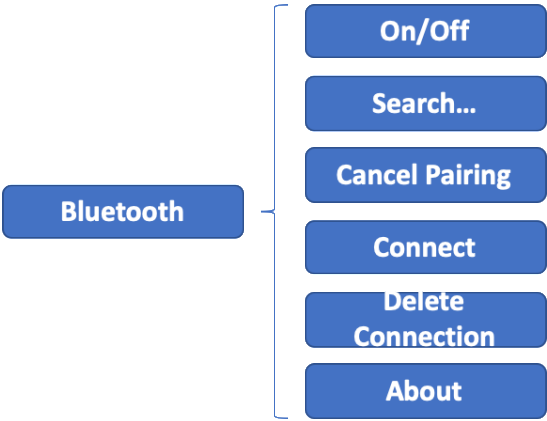 Bluetooth
On/Off
Search...
Cancel Pairing
Connect
Delete
Connection
About